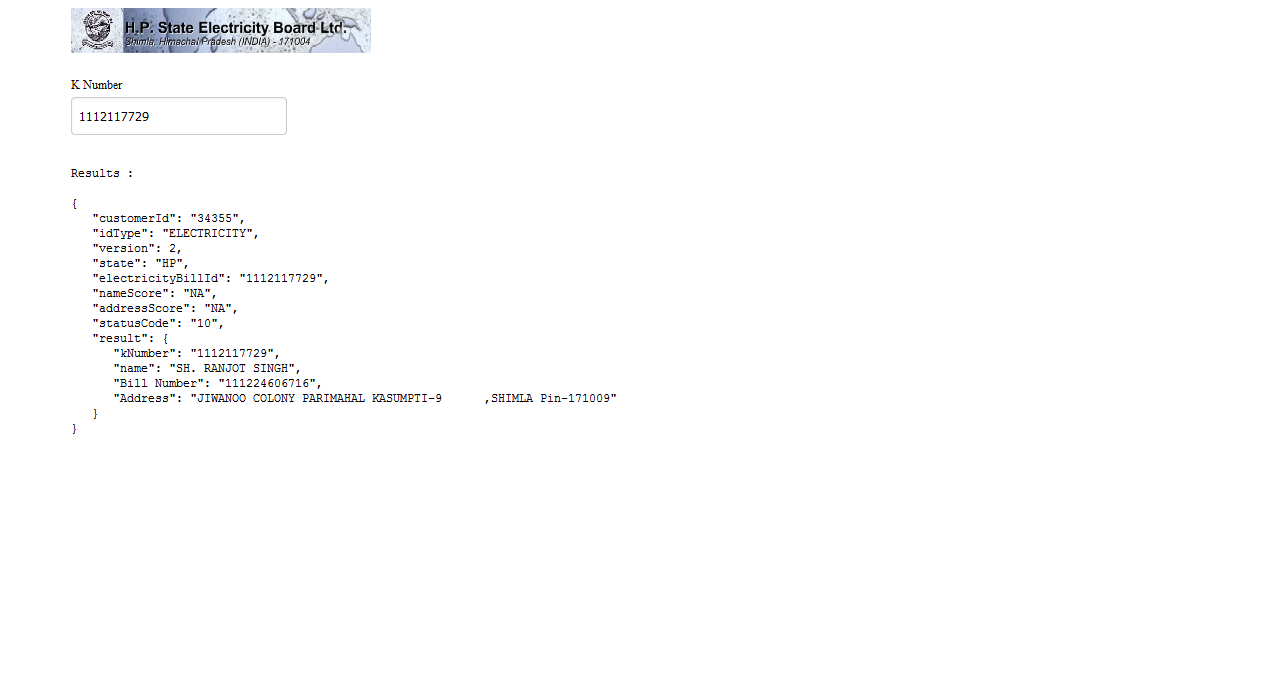 H.P. State Electricity Board Ltd.
Shimla, Himachal Pradesh (INDIA) - 171004
K Number
1112117729
Results :
{
   "customerId": "34355",
   "idType": "ELECTRICITY",
   "version": 2,
   "state": "HP",
   "electricityBillId": "1112117729",
   "nameScore": "NA",
   "addressScore": "NA",
   "statusCode": "10",
   "result": {
      "kNumber": "1112117729",
      "name": "SH. RANJOT SINGH",
      "Bill Number": "111224606716",
      "Address": "JIWANOO COLONY PARIMAHAL KASUMPTI-9      ,SHIMLA Pin-171009"
   }
}